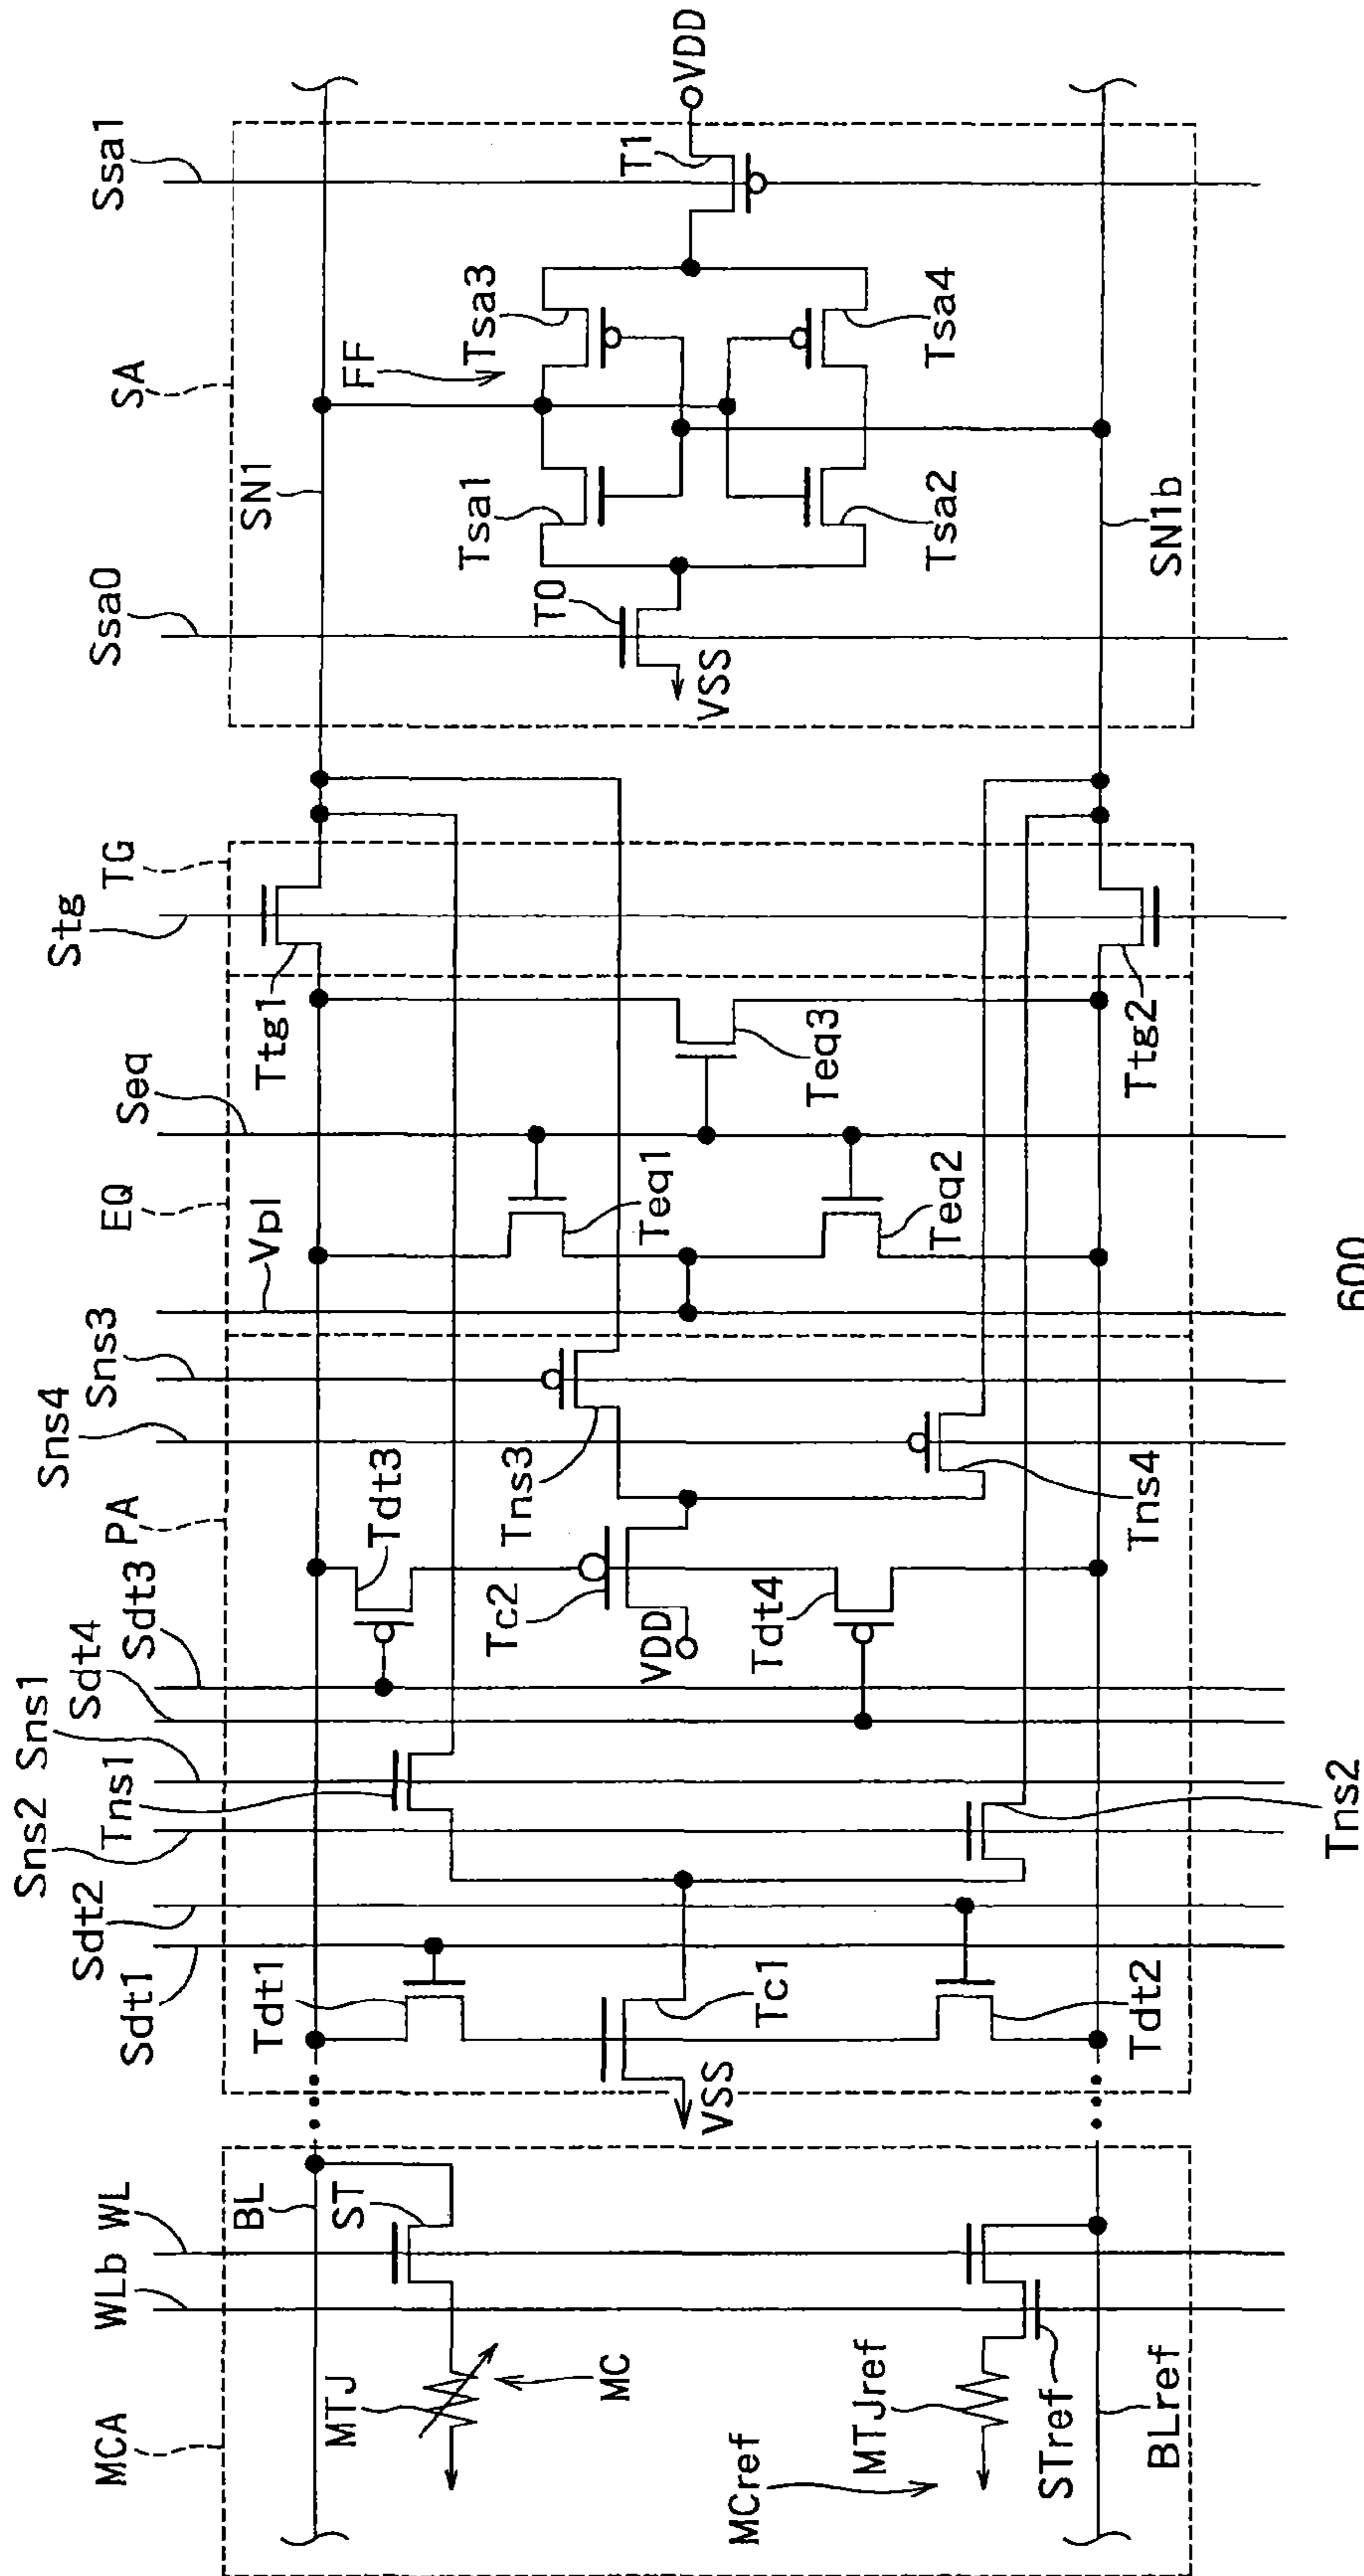 MCA
WLb
WL
BL
ST
MTJ
MC
MCref
MTJref
STref
BLref
Sdt1
Sdt2
Sns2
Tns1
Sns1
Sdt4
Sdt3
PA
Sns4
Sns3
Tdt1
Tc1
VSS
Tdt2
Tns2
Tdt3
Tc2
VDD
Tdt4
Tns3
Tns4
EQ
Vpl
Seq
Teq1
Teq2
Teq3
Stg
TG
Ttg1
Ttg2
SA
Ssa0
SN1
Ssa1
T0
VSS
Tsa1
FF
Tsa3
T1
VDD
Tsa2
Tsa4
SN1b
600